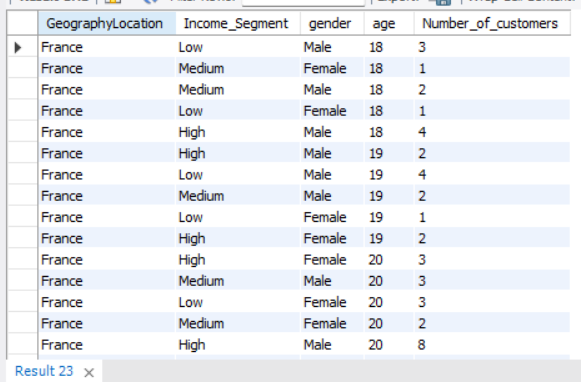 GeographyLocation Income_Segment gender age Number_of_customers
France Low Male 18 3
France Medium Female 18 1
France Medium Male 18 2
France Low Female 18 1
France High Male 18 4
France High Male 19 2
France Low Male 19 4
France Medium Male 19 2
France Low Female 19 1
France High Female 19 2
France High Female 20 3
France Medium Male 20 3
France Low Female 20 3
France Medium Female 20 2
France High Male 20 8
Result 23 ×